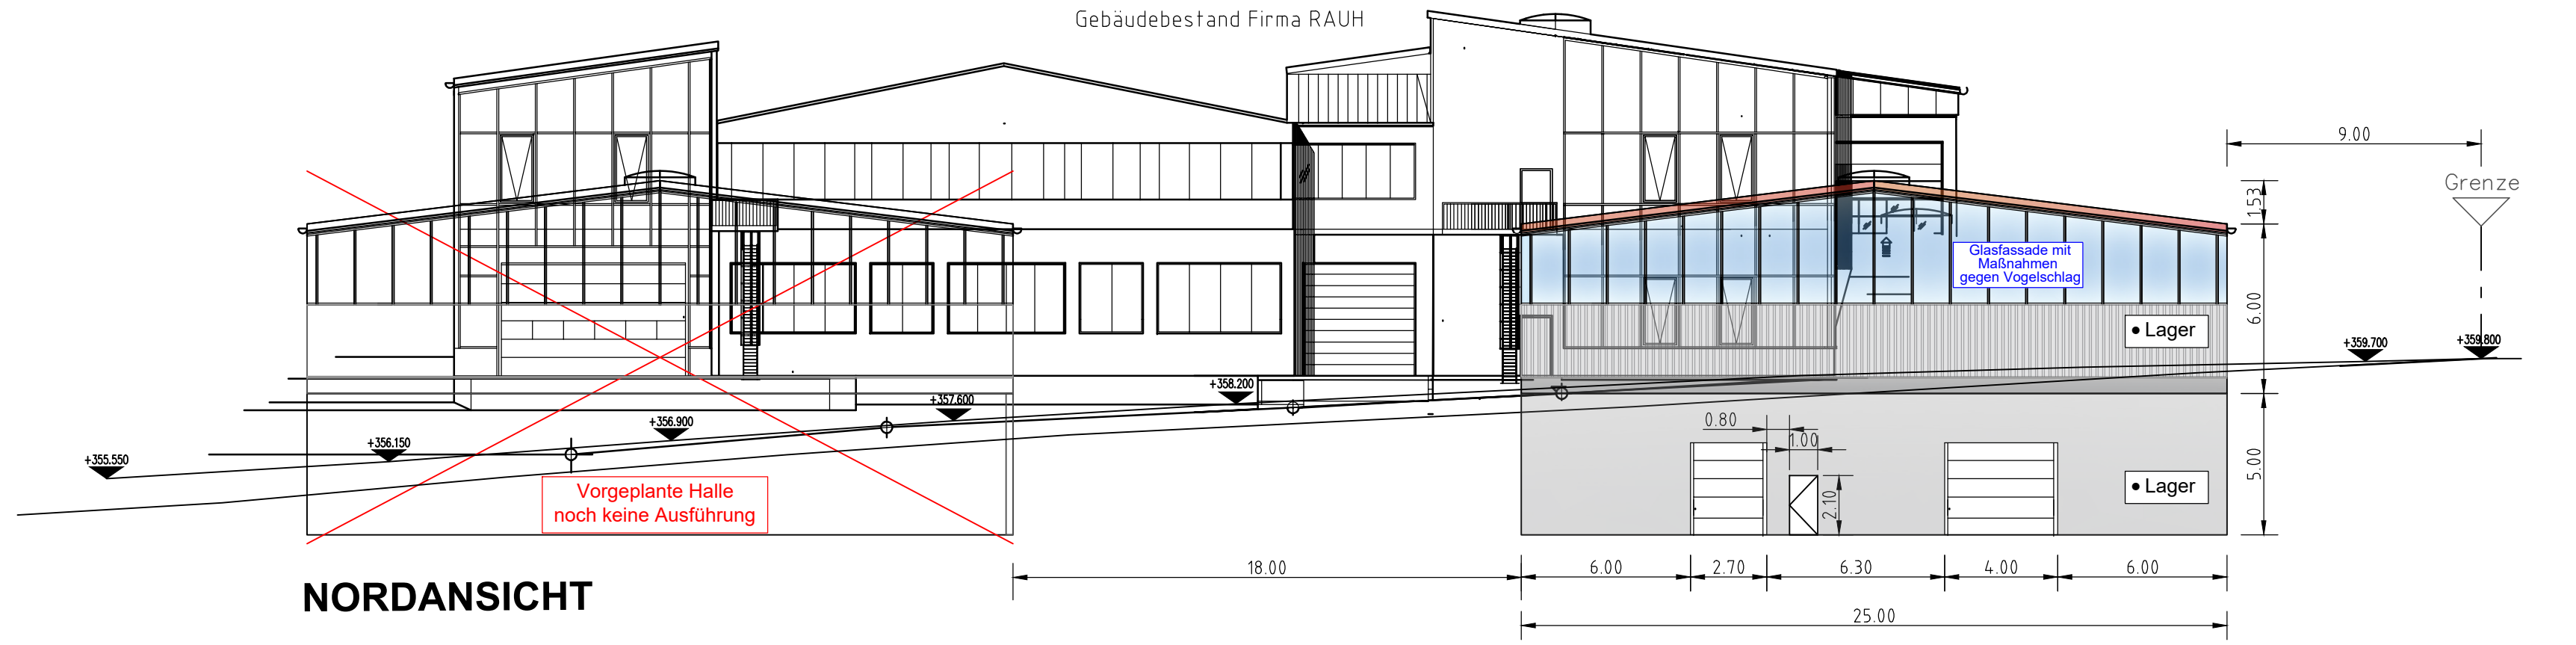 Gebäudebestand Firma RAUH
9.00
Grenze
153
6.00
5.00
Glasfassade mit
Maßnahmen
gegen Vogelschlag
• Lager
+359.700
+359.800
+358.200
+357.600
+356.900
+356.150
+355.550
0.80
1.00
2.10
• Lager
Vorgeplante Halle
noch keine Ausführung
18.00
6.00
2.70
6.30
4.00
6.00
25.00
NORDANSICHT